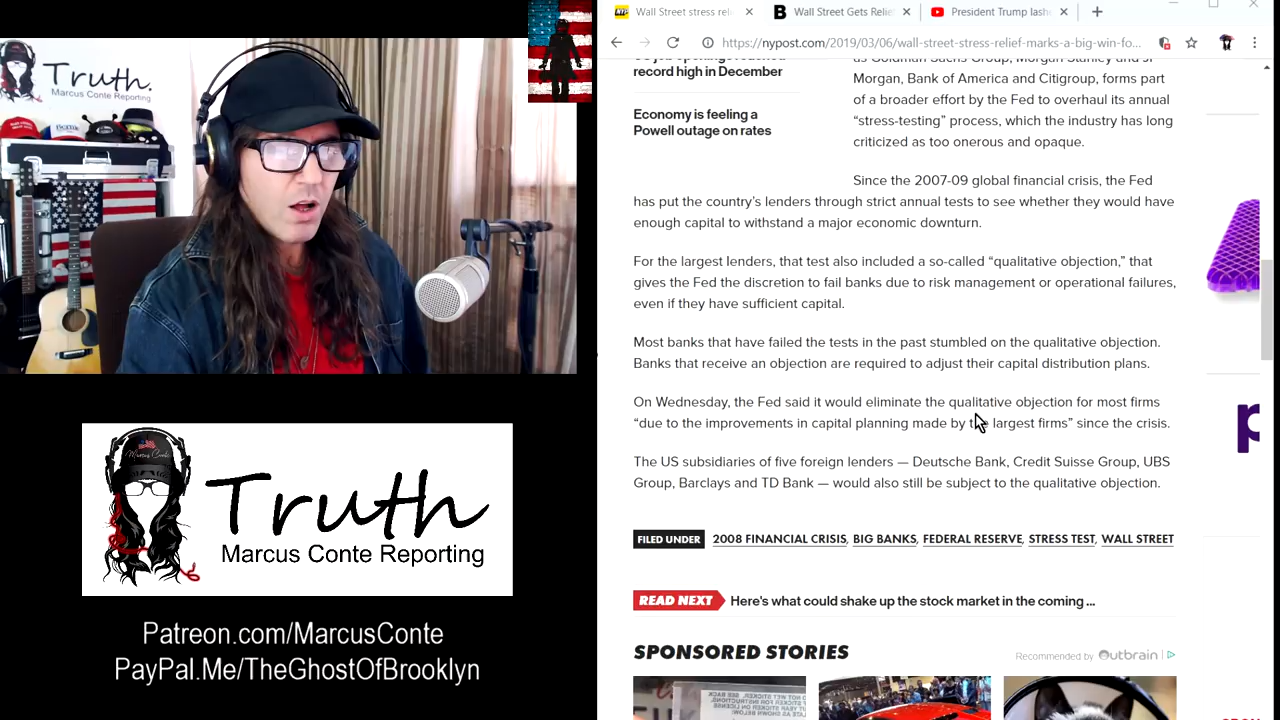 Truth.
Marcus Conte Reporting
Marcus Conte
Truth
Marcus Conte Reporting
Patreon.com/MarcusConte
PayPal.Me/TheGhostOfBrooklyn
Wall Street stress reli
Wall Street Gets Relie
President Trump lash
https://nypost.com/2019/03/06/wall-street-stress-relief-marks-a-big-win-fo...
record high in December
Economy is feeling a
Powell outage on rates
as Goldman Sachs Group, Morgan Stanley and JP
Morgan, Bank of America and Citigroup, forms part
of a broader effort by the Fed to overhaul its annual
“stress-testing” process, which the industry has long
criticized as too onerous and opaque.
Since the 2007-09 global financial crisis, the Fed
has put the country’s lenders through strict annual tests to see whether they would have
enough capital to withstand a major economic downturn.
For the largest lenders, that test also included a so-called “qualitative objection,” that
gives the Fed the discretion to fail banks due to risk management or operational failures,
even if they have sufficient capital.
Most banks that have failed the tests in the past stumbled on the qualitative objection.
Banks that receive an objection are required to adjust their capital distribution plans.
On Wednesday, the Fed said it would eliminate the qualitative objection for most firms
“due to the improvements in capital planning made by the largest firms” since the crisis.
The US subsidiaries of five foreign lenders — Deutsche Bank, Credit Suisse Group, UBS
Group, Barclays and TD Bank — would also still be subject to the qualitative objection.
FILED UNDER 2008 FINANCIAL CRISIS, BIG BANKS, FEDERAL RESERVE, STRESS TEST, WALL STREET
READ NEXT Here's what could shake up the stock market in the coming ...
SPONSORED STORIES
Recommended by Outbrain
p